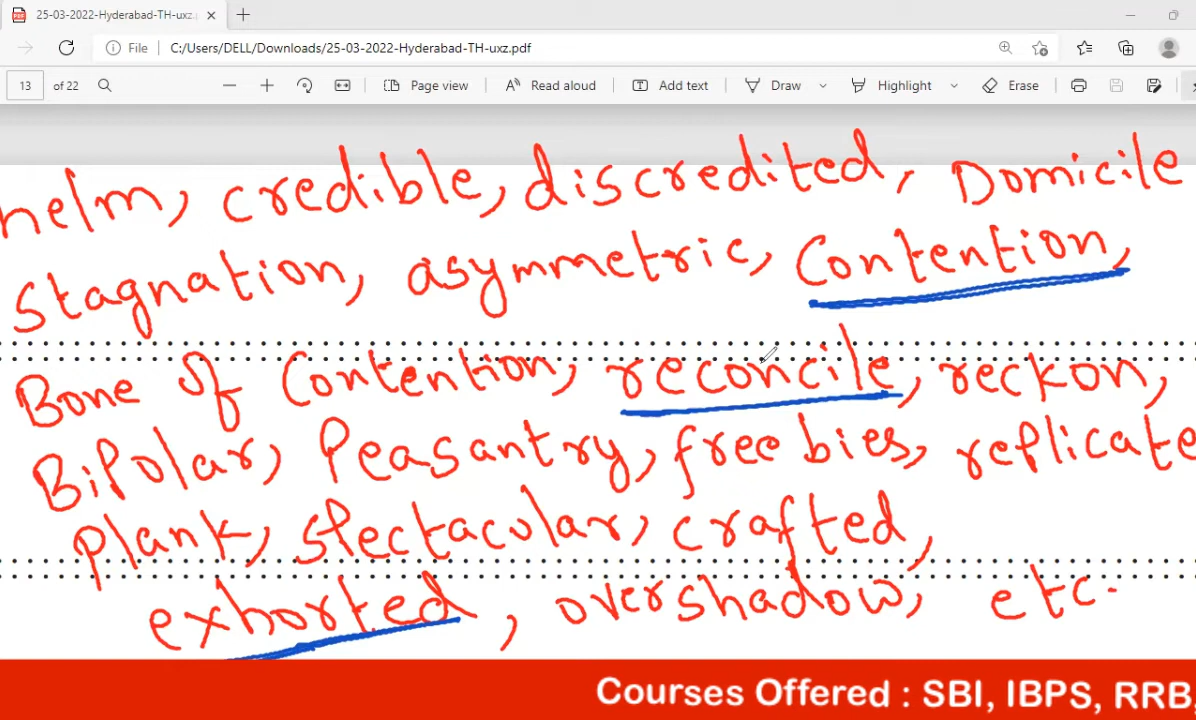 25-03-2022-Hyderabad-TH-uxz.
File C:/Users/DELL/Downloads/25-03-2022-Hyderabad-TH-uxz.pdf
13 of 22 Page view Read aloud Add text Draw Highlight Erase
helm, credible, discredited, Domicile
Stagnation, asymmetric, Contention,
Bone of Contention, reconcile, reckon,
Bipolar, Peasantry, free bies, replicate
plank, spectacular, crafted,
exhorted, overshadow, etc.
Courses Offered : SBI, IBPS, RRB,